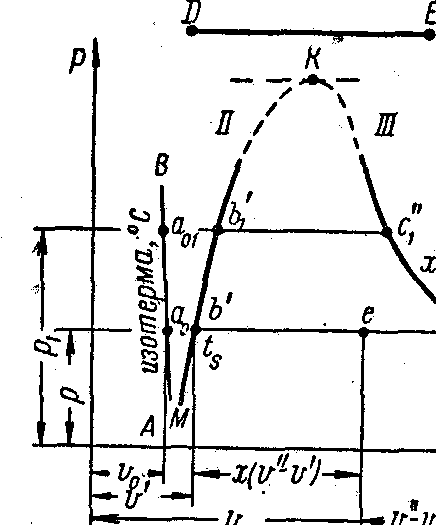 D E
P K
II III
B
изотерма, °C
a₀₁ b₁' c₁"
x
a₀ b' e
tₛ
p₁ p
A M
v₀ x(v"-v')
v'
v v"-v